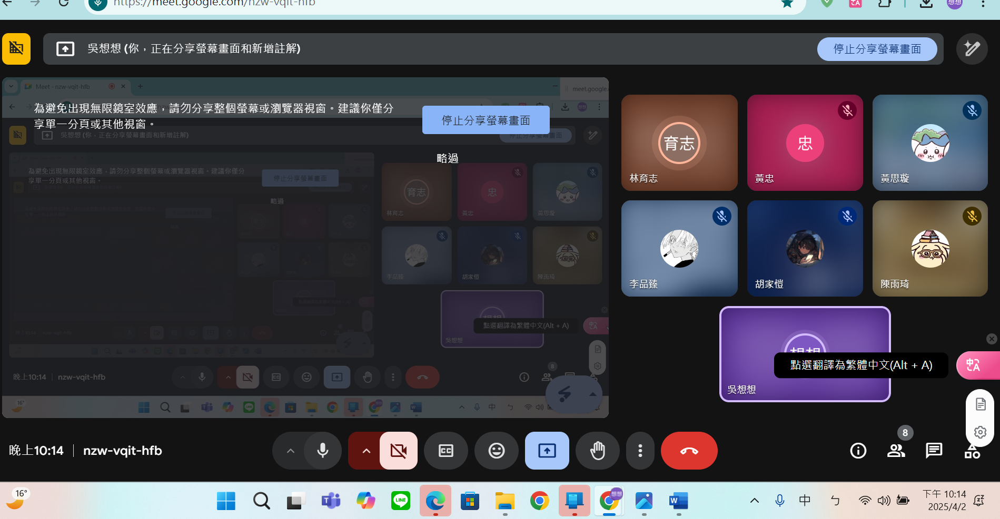 https://meet.google.com/nzw-vqit-hfb
想想
吳想想 (你，正在分享螢幕畫面和新增註解)
停止分享螢幕畫面
Meet - nzw-vqit-hfb
meet.google.
為避免出現無限鏡室效應，請勿分享整個螢幕或瀏覽器視窗。建議你僅分
享單一分頁或其他視窗。
停止分享螢幕畫面
略過
吳想想 (你，正在分享螢幕畫面和新增註解)
停止分享螢幕畫面
為避免出現無限鏡室效應，請勿分享整個螢幕或瀏覽器視窗。建議你僅分
享單一分頁或其他視窗。
停止分享螢幕畫面
略過
育志
林育志
忠
黃忠
黃思璇
李品臻
胡家愷
陳雨琦
點選翻譯為繁體中文(Alt + A)
吳想想
晚上10:14
nzw-vqit-hfb
8
16°
中
ㄅ
育志
林育志
忠
黃忠
黃思璇
李品臻
胡家愷
陳雨琦
想想
點選翻譯為繁體中文(Alt + A)
吳想想
晚上10:14
nzw-vqit-hfb
CC
8
16°
LINE
想想
W
中
ㄅ
下午 10:14
2025/4/2